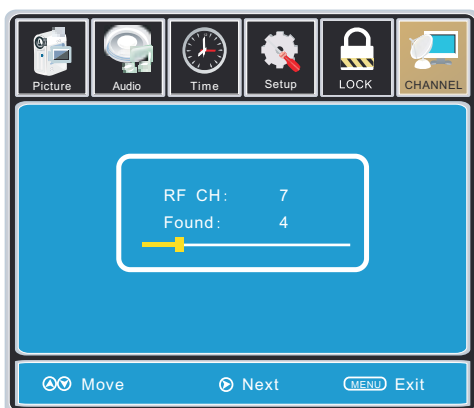 Picture Audio Time Setup LOCK CHANNEL
RF CH: 7
Found: 4
Move Next MENU Exit